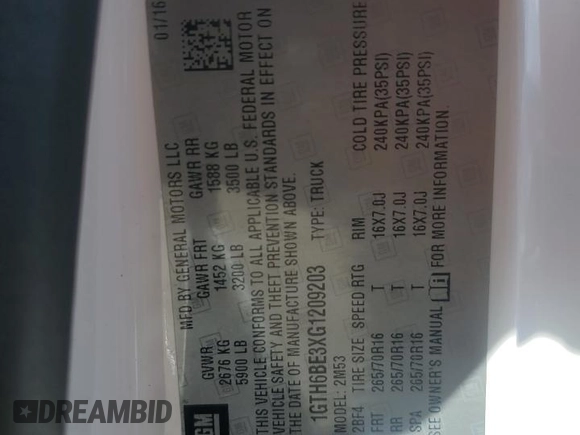 GM
MFD BY GENERAL MOTORS LLC
01/16
GVWR GAWR FRT GAWR RR
2676 KG 1452 KG 1588 KG
5900 LB 3200 LB 3500 LB
THIS VEHICLE CONFORMS TO ALL APPLICABLE U.S. FEDERAL MOTOR
VEHICLE SAFETY AND THEFT PREVENTION STANDARDS IN EFFECT ON
THE DATE OF MANUFACTURE SHOWN ABOVE.
1GTH6BE3XG1209203 TYPE: TRUCK
MODEL: 2M53
2BF4 TIRE SIZE SPEED RTG RIM COLD TIRE PRESSURE
FRT 265/70R16 T 16X7.0J 240KPA(35PSI)
RR 265/70R16 T 16X7.0J 240KPA(35PSI)
SPA 265/70R16 T 16X7.0J 240KPA(35PSI)
SEE OWNER'S MANUAL FOR MORE INFORMATION
DREAMBID